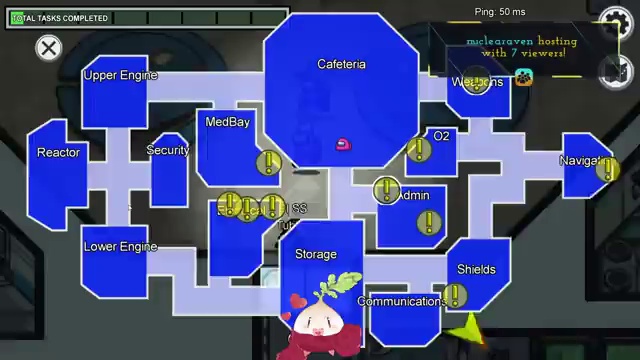 TOTAL TASKS COMPLETED
Ping: 50 ms
mclearaven hosting
with 7 viewers!
Cafeteria
Upper Engine
Weapons
MedBay
O2
Reactor
Security
Admin
Lower Engine
Storage
Shields
Communications